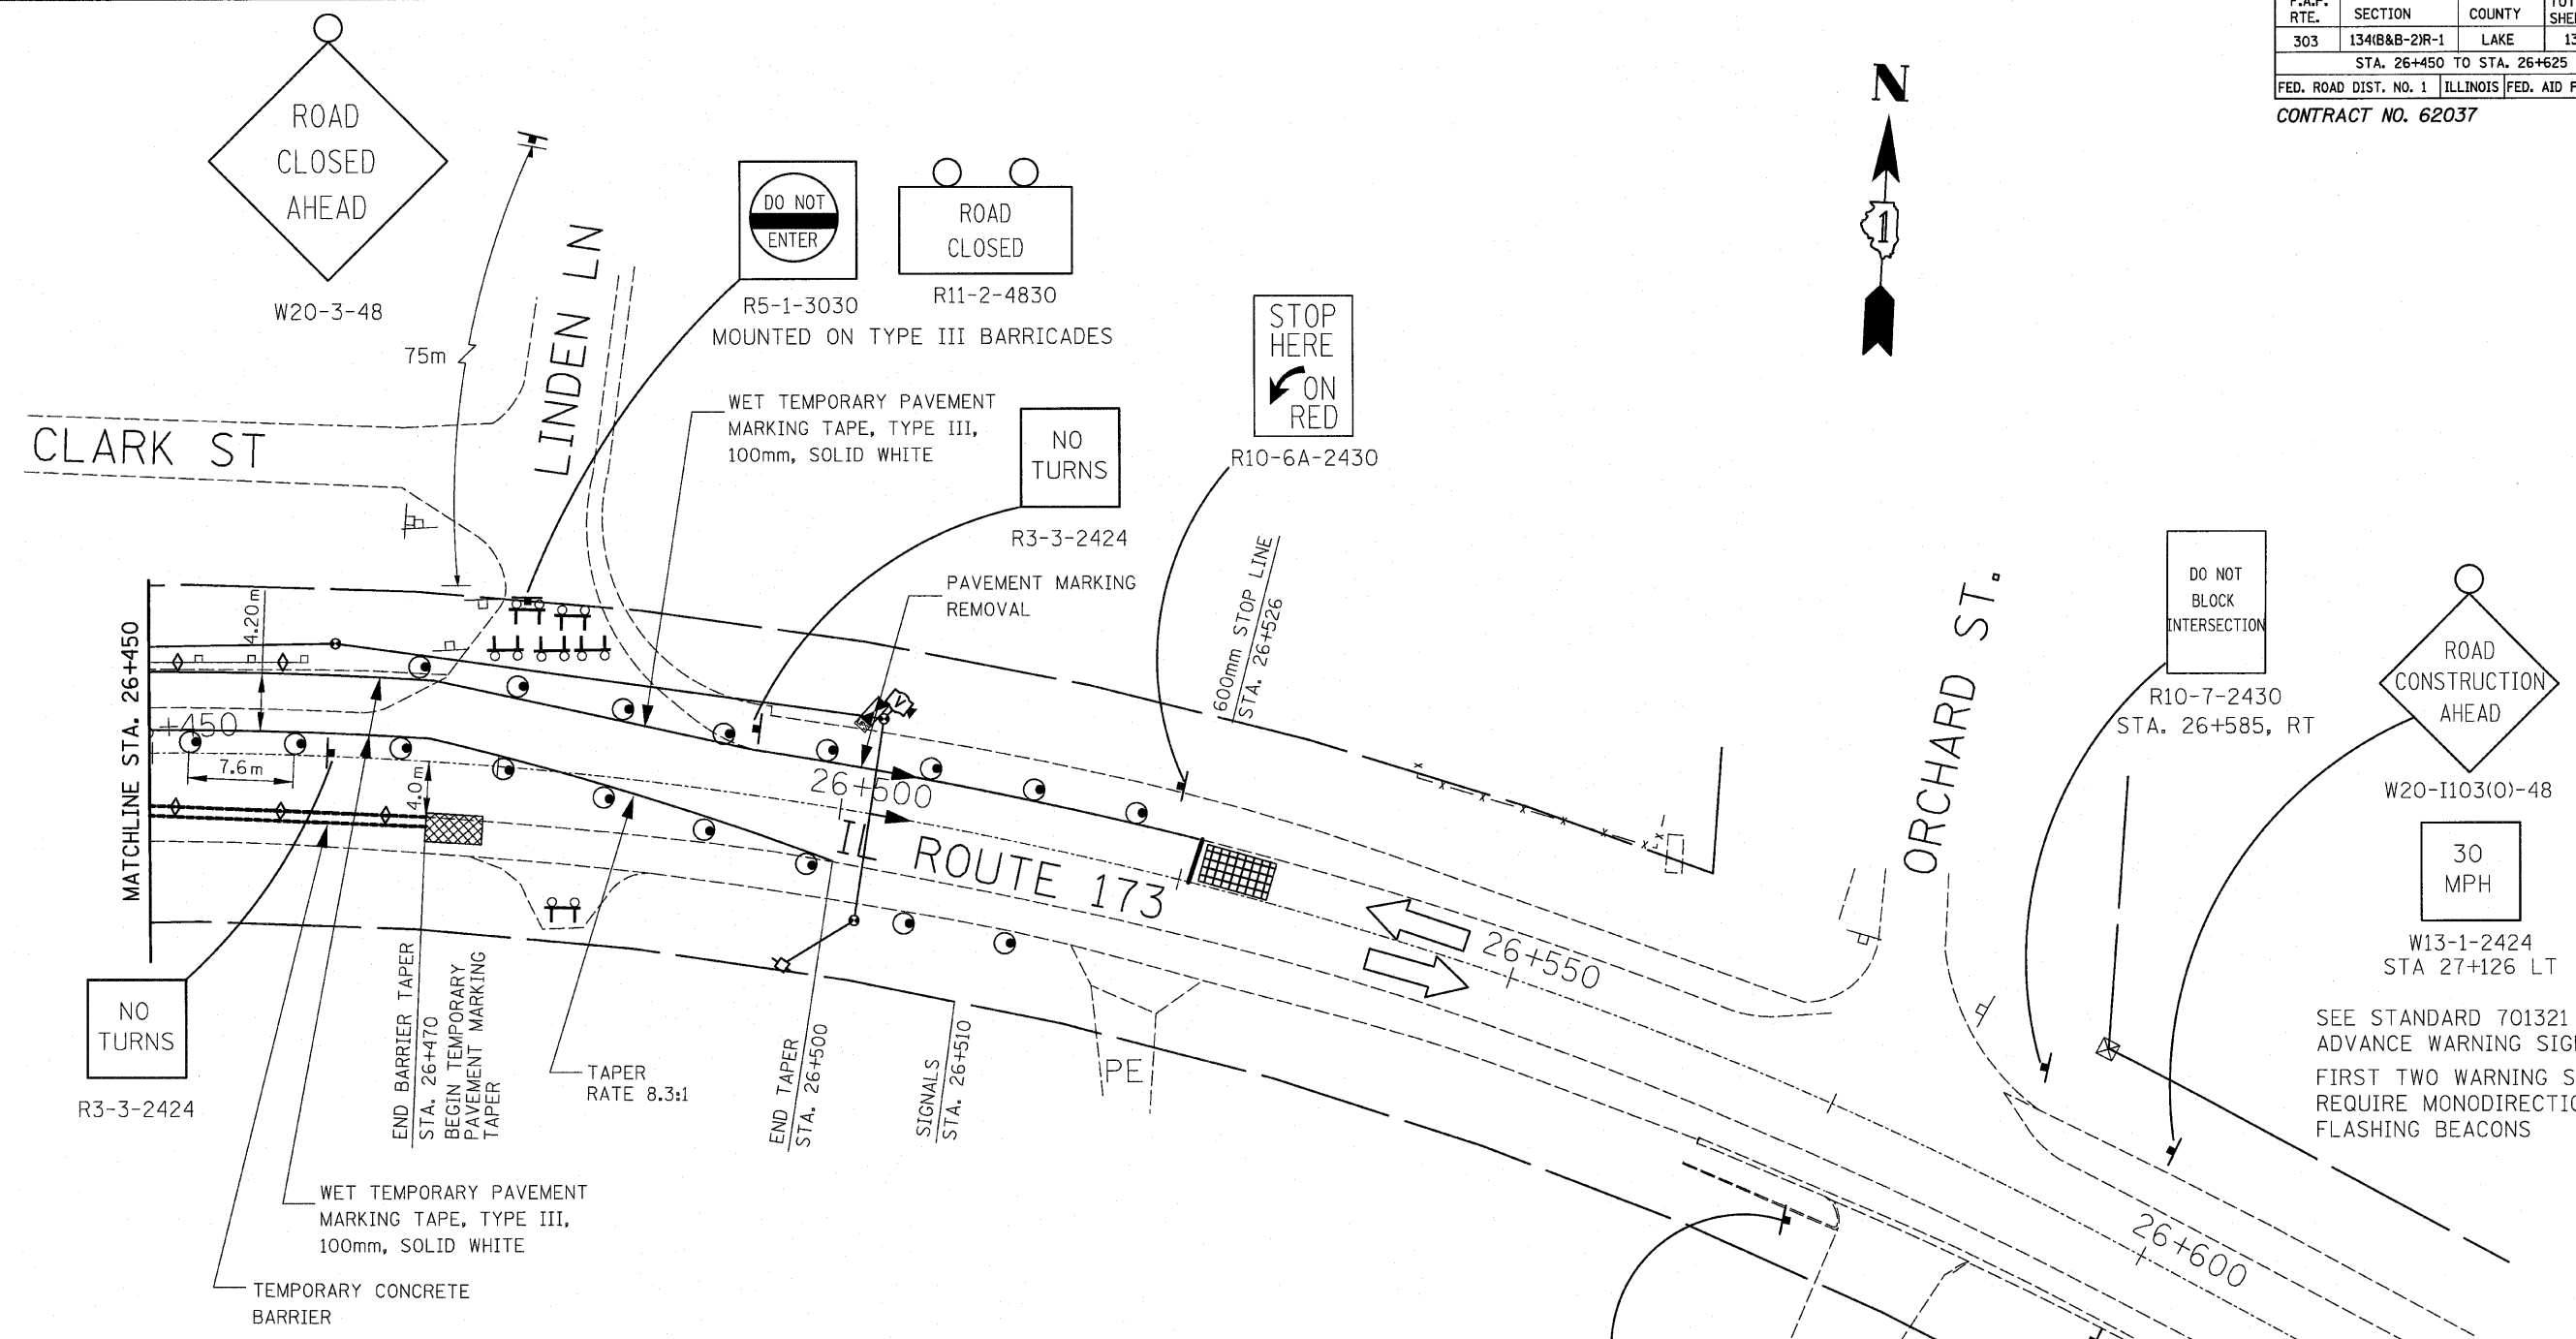 F.A.P. RTE. SECTION COUNTY
303 134(B&B-2)R-1 LAKE
STA. 26+450 TO STA. 26+625
FED. ROAD DIST. NO. 1 ILLINOIS FED. AID
CONTRACT NO. 62037
N
1
ROAD
CLOSED
AHEAD
W20-3-48
75m
LINDEN LN
CLARK ST
DO NOT
ENTER
R5-1-3030
ROAD
CLOSED
R11-2-4830
MOUNTED ON TYPE III BARRICADES
WET TEMPORARY PAVEMENT
MARKING TAPE, TYPE III,
100mm, SOLID WHITE
NO
TURNS
R3-3-2424
PAVEMENT MARKING
REMOVAL
STOP
HERE
ON
RED
R10-6A-2430
600mm STOP LINE
STA. 26+526
ORCHARD ST.
DO NOT
BLOCK
INTERSECTION
R10-7-2430
STA. 26+585, RT
ROAD
CONSTRUCTION
AHEAD
W20-I103(O)-48
30
MPH
W13-1-2424
STA 27+126 LT
SEE STANDARD 701321
ADVANCE WARNING
FIRST TWO WARNING
REQUIRE
FLASHING BEACONS
MATCHLINE STA. 26+450
4.20m
+450
7.6m
4.0m
V
26+500
IL ROUTE 173
26+550
26+600
PE
NO
TURNS
R3-3-2424
END BARRIER TAPER
STA. 26+470
BEGIN TEMPORARY
PAVEMENT MARKING
TAPER
TAPER
RATE 8.3:1
END TAPER
STA. 26+500
SIGNALS
STA. 26+510
WET TEMPORARY PAVEMENT
MARKING TAPE, TYPE III,
100mm, SOLID WHITE
TEMPORARY CONCRETE
BARRIER